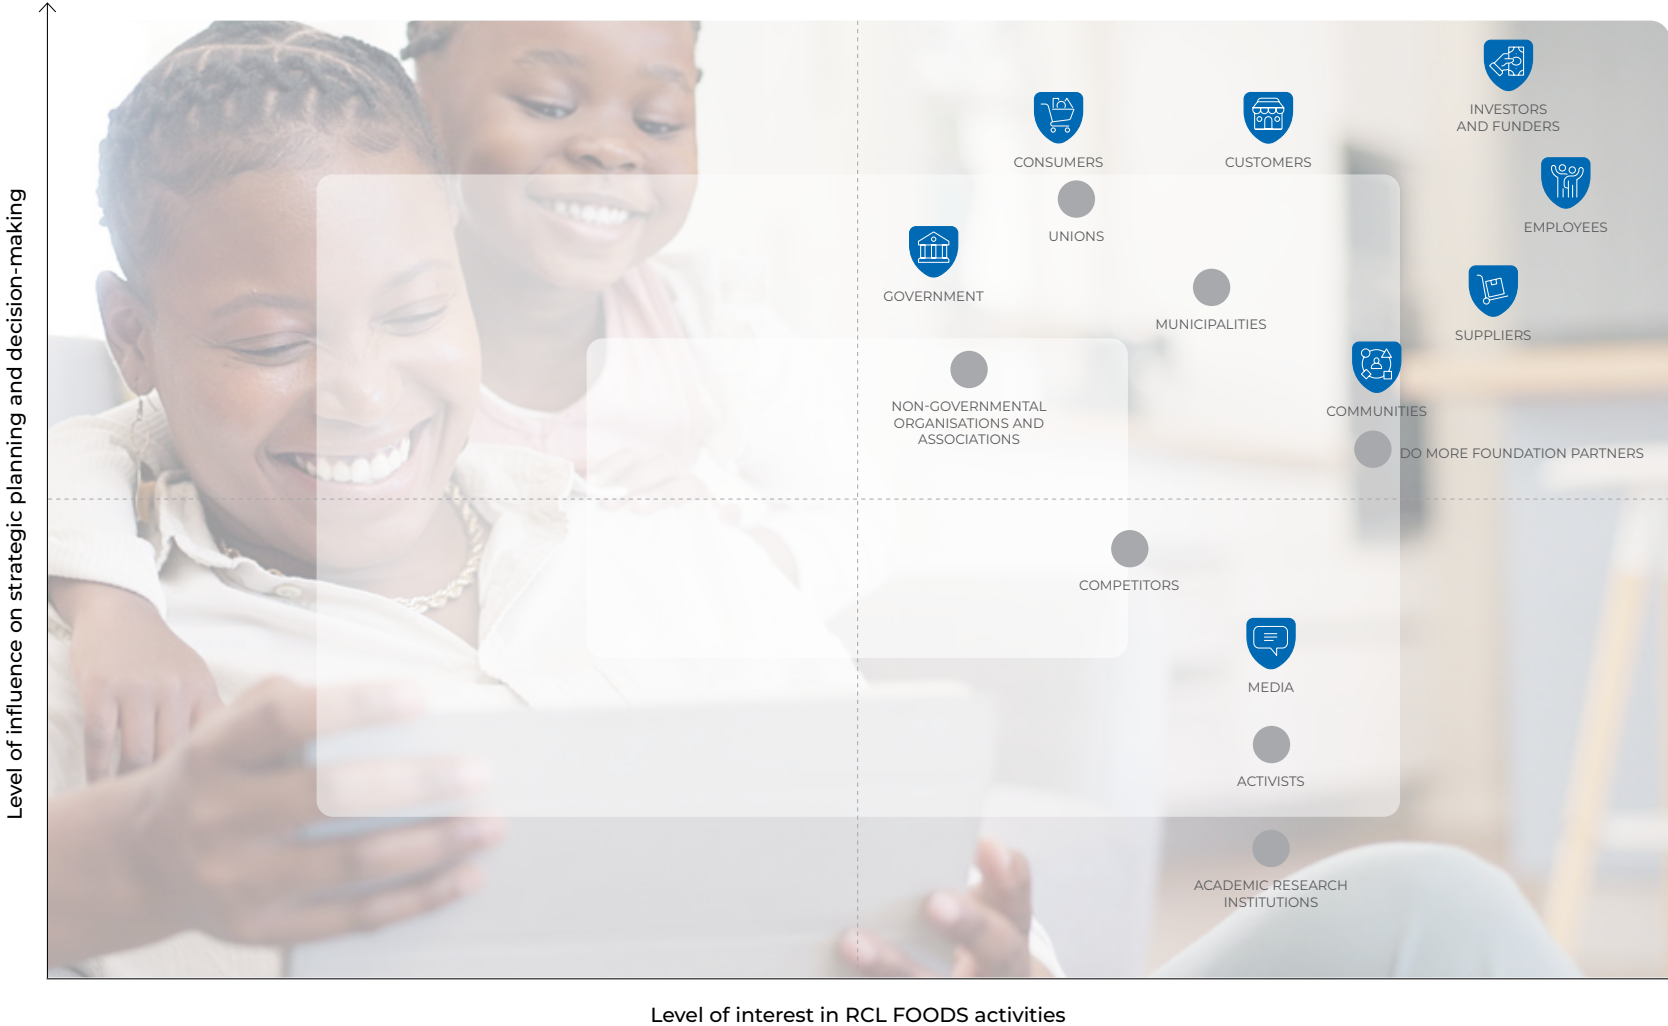 Level of influence on strategic planning and decision-making
INVESTORS
AND FUNDERS
CONSUMERS
CUSTOMERS
EMPLOYEES
UNIONS
GOVERNMENT
MUNICIPALITIES
SUPPLIERS
NON-GOVERNMENTAL
ORGANISATIONS AND
ASSOCIATIONS
COMMUNITIES
DO MORE FOUNDATION PARTNERS
COMPETITORS
MEDIA
ACTIVISTS
ACADEMIC RESEARCH
INSTITUTIONS
Level of interest in RCL FOODS activities